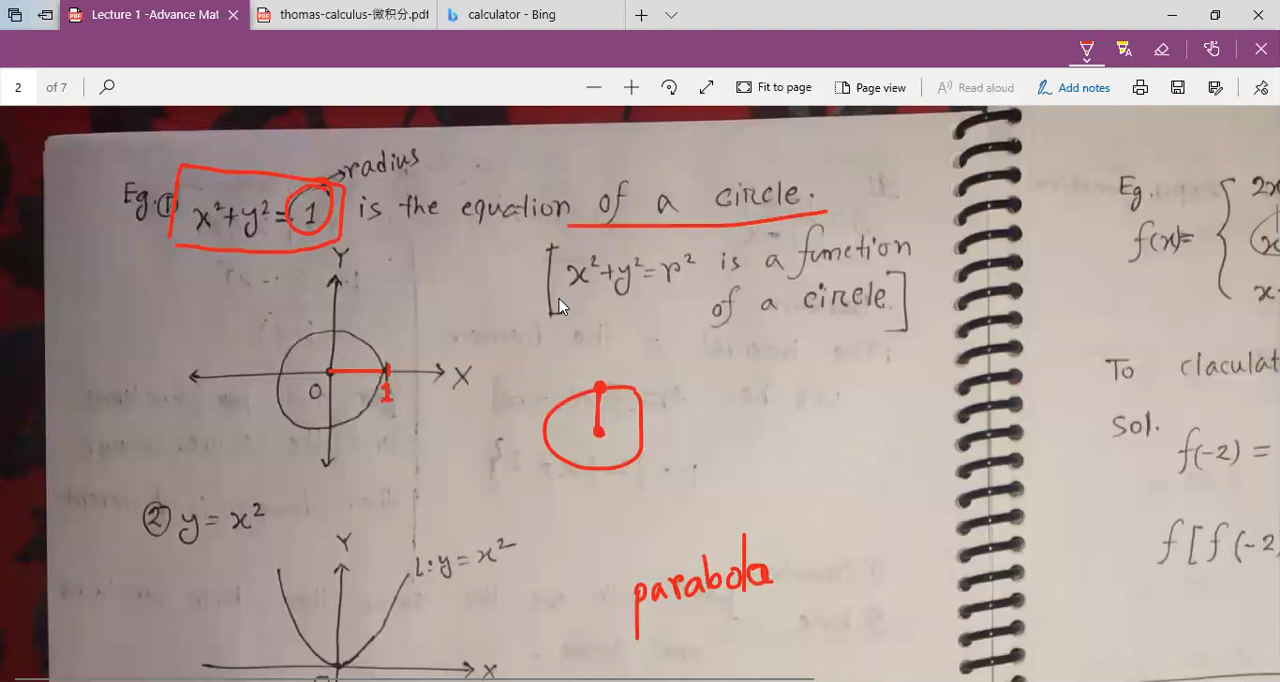 Lecture 1 -Advance Mat
thomas-calculus-微积分.pdf
calculator - Bing
2 of 7
Fit to page
Page view
Read aloud
Add notes
radius
Eg. ① x²+y²= 1 is the equation of a circle.
[x²+y²=r² is a function
of a circle]
Y
O
1
X
② y = x²
Y
L: y = x²
parabola
X
Eg.
f(x)= { 2x
(x
x
To claculat
Sol.
f(-2) =
f[f(-2)